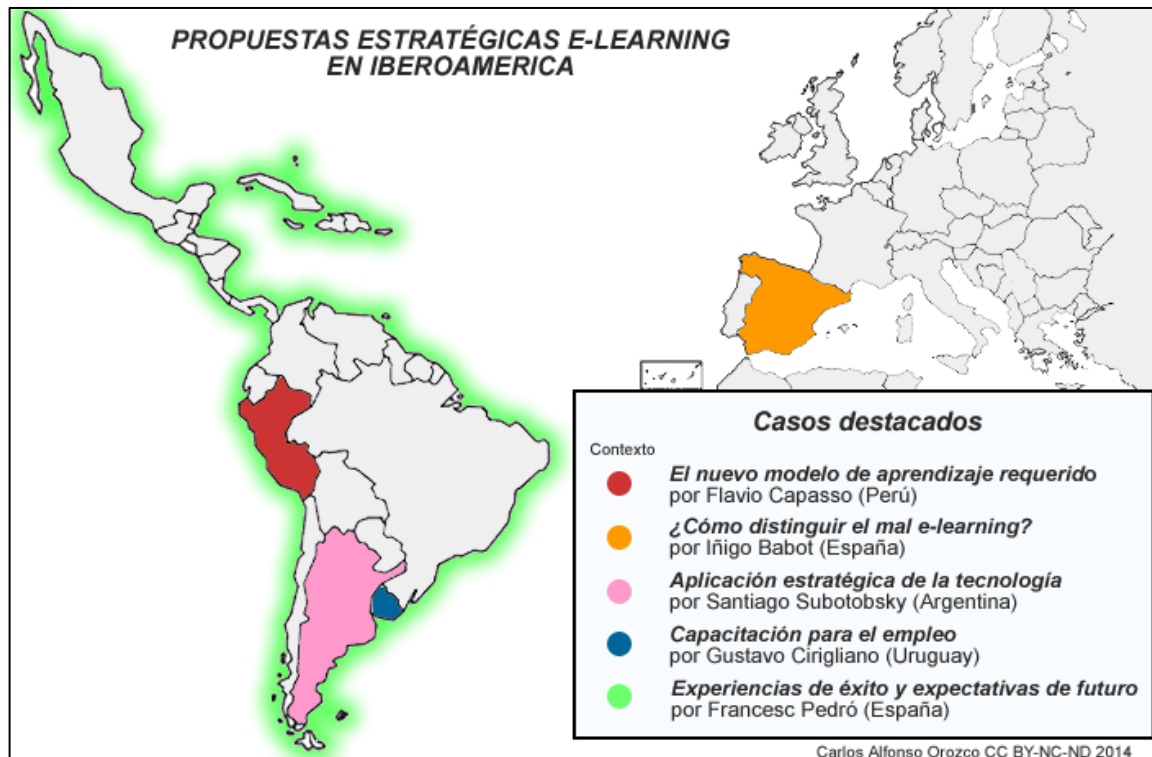 PROPUESTAS ESTRATÉGICAS E-LEARNING
EN IBEROAMERICA
Casos destacados
Contexto
El nuevo modelo de aprendizaje requerido
por Flavio Capasso (Perú)
¿Cómo distinguir el mal e-learning?
por Iñigo Babot (España)
Aplicación estratégica de la tecnología
por Santiago Subotobsky (Argentina)
Capacitación para el empleo
por Gustavo Cirigliano (Uruguay)
Experiencias de éxito y expectativas de futuro
por Francesc Pedró (España)
Carlos Alfonso Orozco CC BY-NC-ND 2014